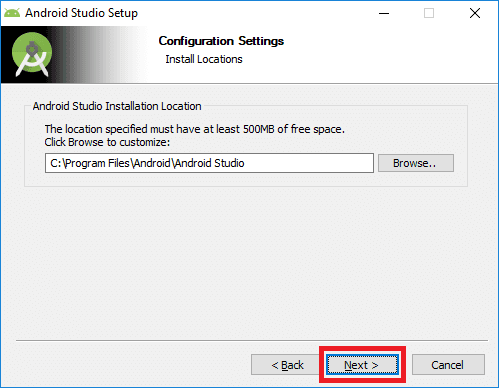 Android Studio Setup
Configuration Settings
Install Locations
Android Studio Installation Location
The location specified must have at least 500MB of free space.
Click Browse to customize:
C:\Program Files\Android\Android Studio
Browse..
< Back
Next >
Cancel